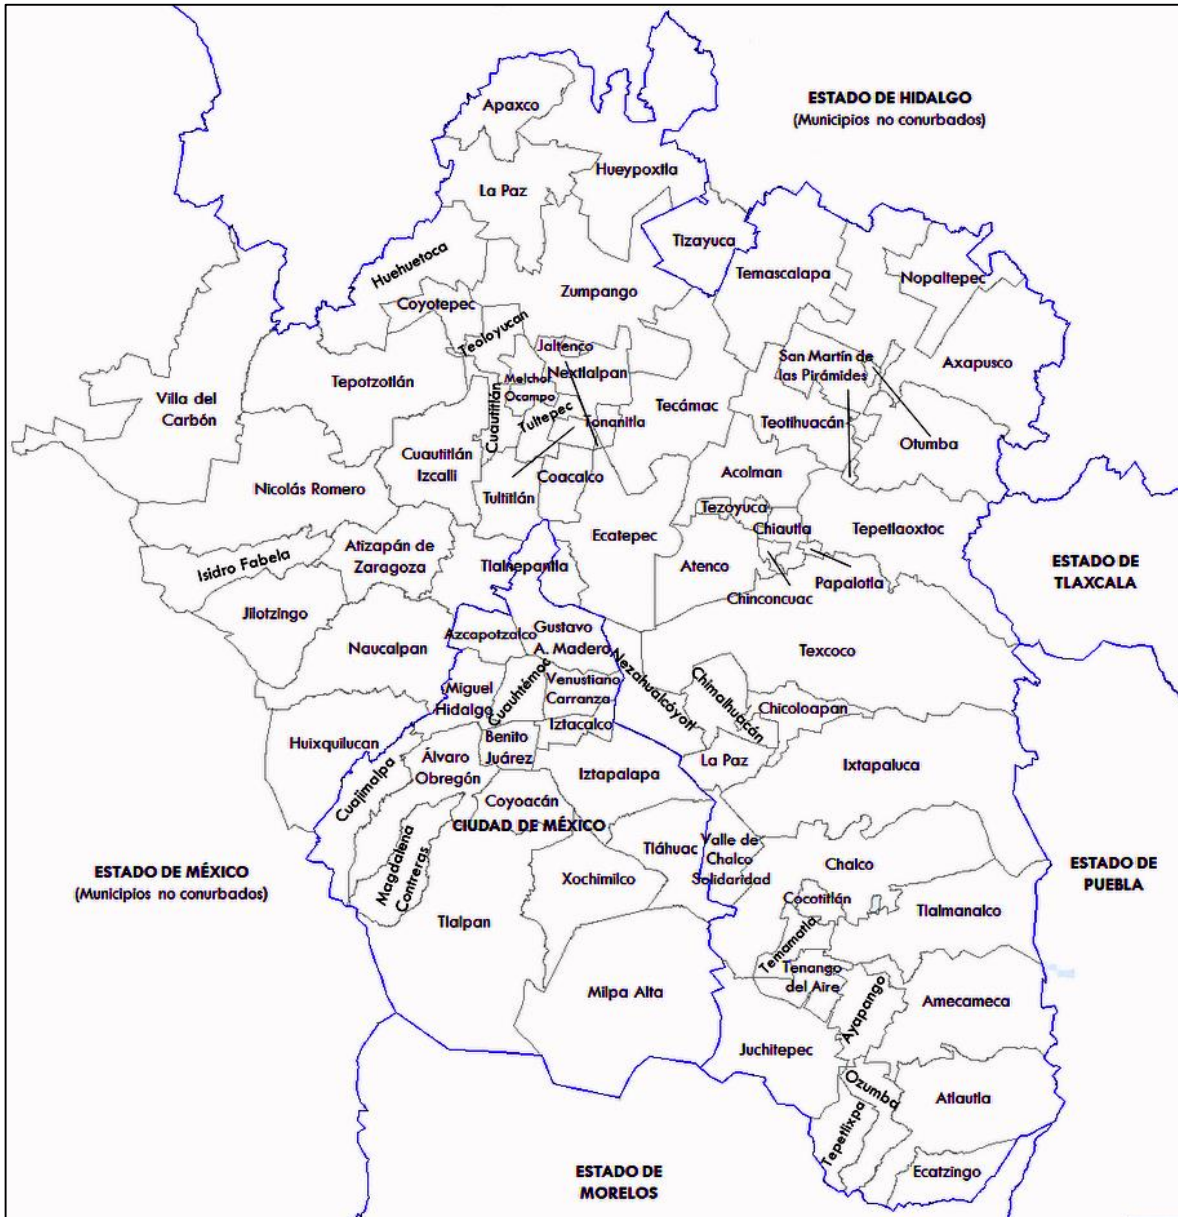 Apaxco
ESTADO DE HIDALGO
(Municipios no conurbados)
Hueypoxtla
La Paz
Tizayuca
Huehuetoca
Temascalapa
Nopaltepec
Zumpango
Coyotepec
Teoloyucan
Jaltenco
San Martín de
las Pirámides
Axapusco
Tepotzotlán
Melchor
Ocampo
Nextlalpan
Villa del
Carbón
Tecámac
Cuautitlán
Tultepec
Tonanitla
Teotihuacán
Otumba
Cuautitlán
Izcalli
Acolman
Nicolás Romero
Tultitlán
Coacalco
Tezoyuca
Chiautla
Tepetlaoxtoc
Ecatepec
Isidro Fabela
Atizapán de
Zaragoza
Tlalnepantla
Atenco
Papalotla
Chinconcuac
ESTADO DE
TLAXCALA
Jilotzingo
Naucalpan
Azcapotzalco
Gustavo
A. Madero
Texcoco
Nezahualcóyotl
Chimalhuacán
Miguel
Hidalgo
Cuauhtémoc
Venustiano
Carranza
Chicoloapan
Iztacalco
Huixquilucan
Benito
Juárez
Cuajimalpa
Álvaro
Obregón
Iztapalapa
La Paz
Ixtapaluca
Coyoacán
CIUDAD DE MÉXICO
Magdalena
Contreras
Tláhuac
Valle de
Chalco
Solidaridad
Chalco
ESTADO DE MÉXICO
(Municipios no conurbados)
ESTADO DE
PUEBLA
Xochimilco
Cocotitlán
Tlalmanalco
Tlalpan
Temamatla
Tenango
del Aire
Milpa Alta
Ayapango
Amecameca
Juchitepec
Ozumba
Atlautla
Tepetlixpa
Ecatzingo
ESTADO DE
MORELOS